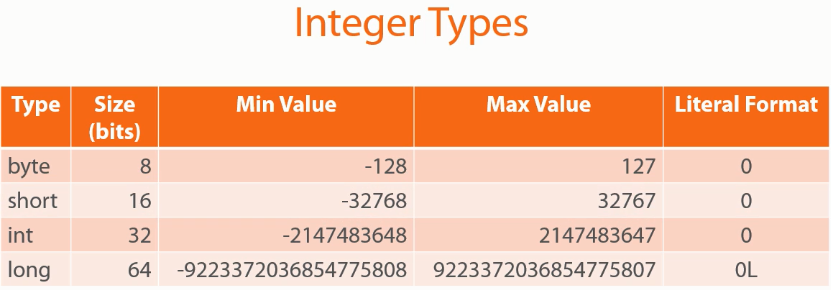 Integer Types
Type Size (bits) Min Value Max Value Literal Format
byte 8 -128 127 0
short 16 -32768 32767 0
int 32 -2147483648 2147483647 0
long 64 -9223372036854775808 9223372036854775807 0L